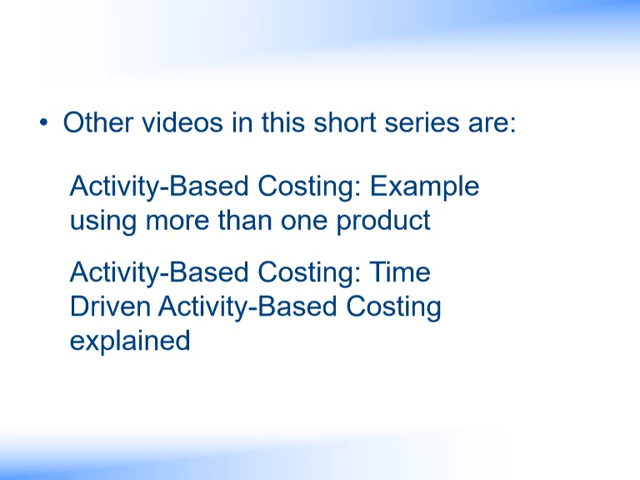 • Other videos in this short series are:
Activity-Based Costing: Example
using more than one product
Activity-Based Costing: Time
Driven Activity-Based Costing
explained